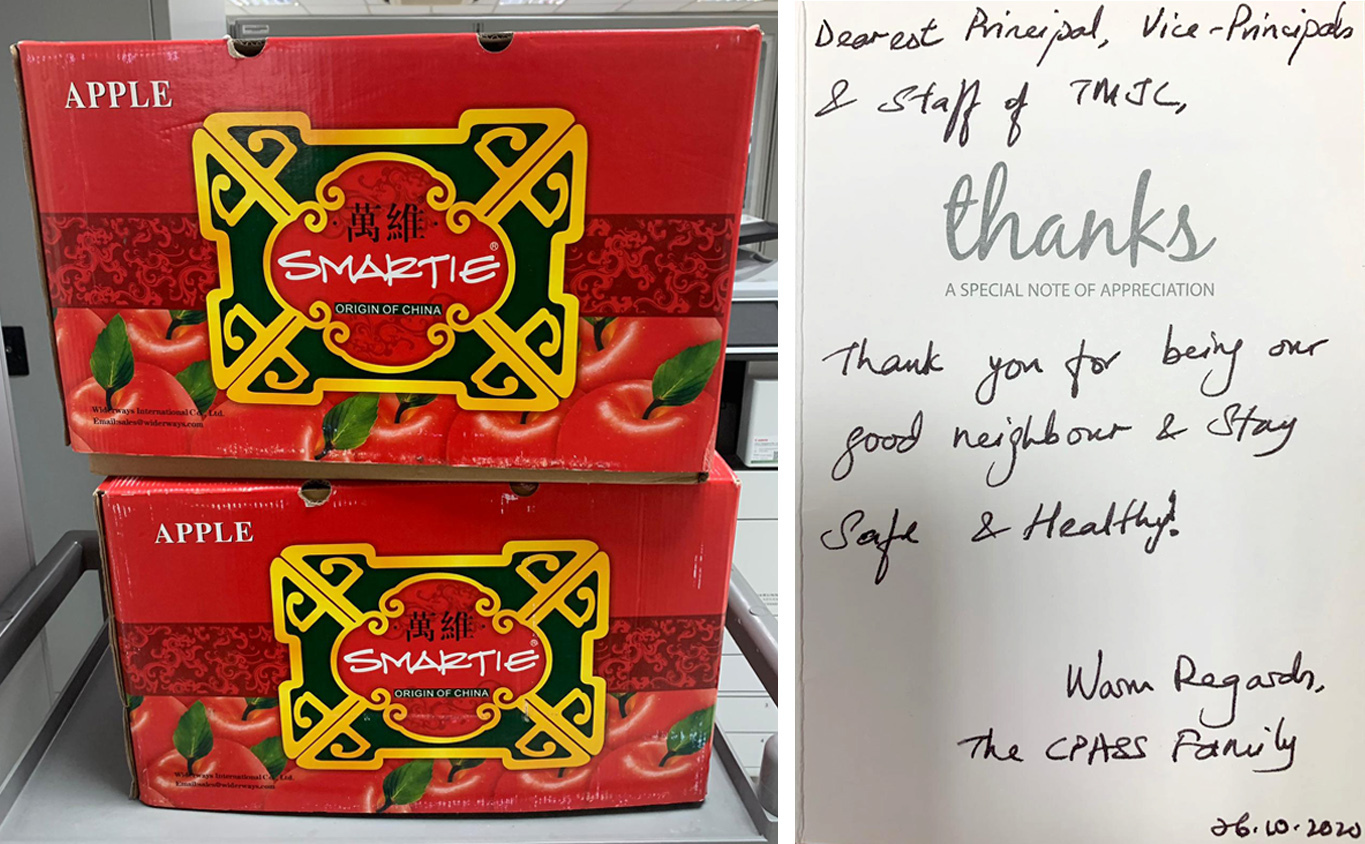 APPLE
萬維
SMARTIE®
ORIGIN OF CHINA
Widerways International Co., Ltd.
Email:sales@widerways.com
APPLE
萬維
SMARTIE®
ORIGIN OF CHINA
Widerways International Co., Ltd.
Email:sales@widerways.com
Dearest Principal, Vice-Principals
& Staff of TMJC,
thanks
A SPECIAL NOTE OF APPRECIATION
Thank you for being our
good neighbour & Stay
Safe & Healthy!
Warm Regards,
The CPASS Family
26.10.2020